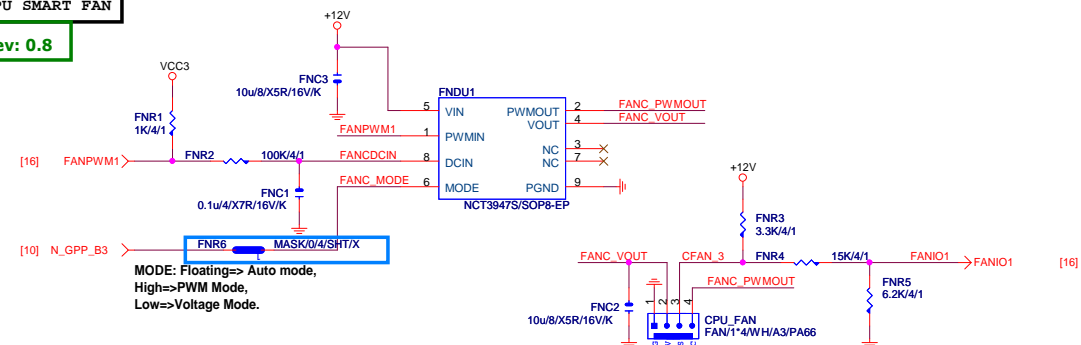 PU SMART FAN
ev: 0.8
+12V
VCC3
FNC3
10u/8/X5R/16V/K
FNDU1
FNR1
1K/4/1
5 VIN
PWMOUT 2 FANC_PWMOUT
VOUT 4 FANC_VOUT
FANPWM1 1 PWMIN
NC 3
[16] FANPWM1 FNR2 100K/4/1 FANCDCIN 8 DCIN
NC 7
FANC_MODE 6 MODE
PGND 9
FNC1
0.1u/4/X7R/16V/K
NCT3947S/SOP8-EP
+12V
FNR3
3.3K/4/1
[10] N_GPP_B3 FNR6 MASK/0/4/SHT/X
FANC_VOUT CFAN_3 FNR4 15K/4/1 FANIO1 FANIO1 [16]
MODE: Floating=> Auto mode,
High=>PWM Mode,
Low=>Voltage Mode.
FANC_PWMOUT
FNR5
6.2K/4/1
FNC2
10u/8/X5R/16V/K
1 2 3 4
CPU_FAN
FAN/1*4/WH/A3/PA66